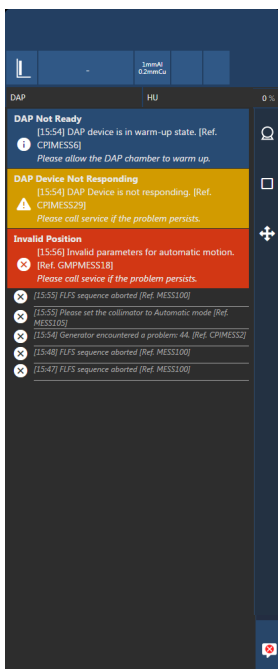 1mmAl
0.2mmCu
-
DAP HU 0 %
DAP Not Ready
[15:54] DAP device is in warm-up state. [Ref.
CPIMESS6]
Please allow the DAP chamber to warm up.
DAP Device Not Responding
[15:54] DAP Device is not responding. [Ref.
CPIMESS29]
Please call service if the problem persists.
Invalid Position
[15:56] Invalid parameters for automatic motion.
[Ref. GMPMESS18]
Please call sevice if the problem persists.
[15:55] FLFS sequence aborted [Ref. MESS100]
[15:55] Please set the collimator to Automatic mode [Ref.
MESS105]
[15:54] Generator encountered a problem: 44. [Ref. CPIMESS2]
[15:48] FLFS sequence aborted [Ref. MESS100]
[15:47] FLFS sequence aborted [Ref. MESS100]